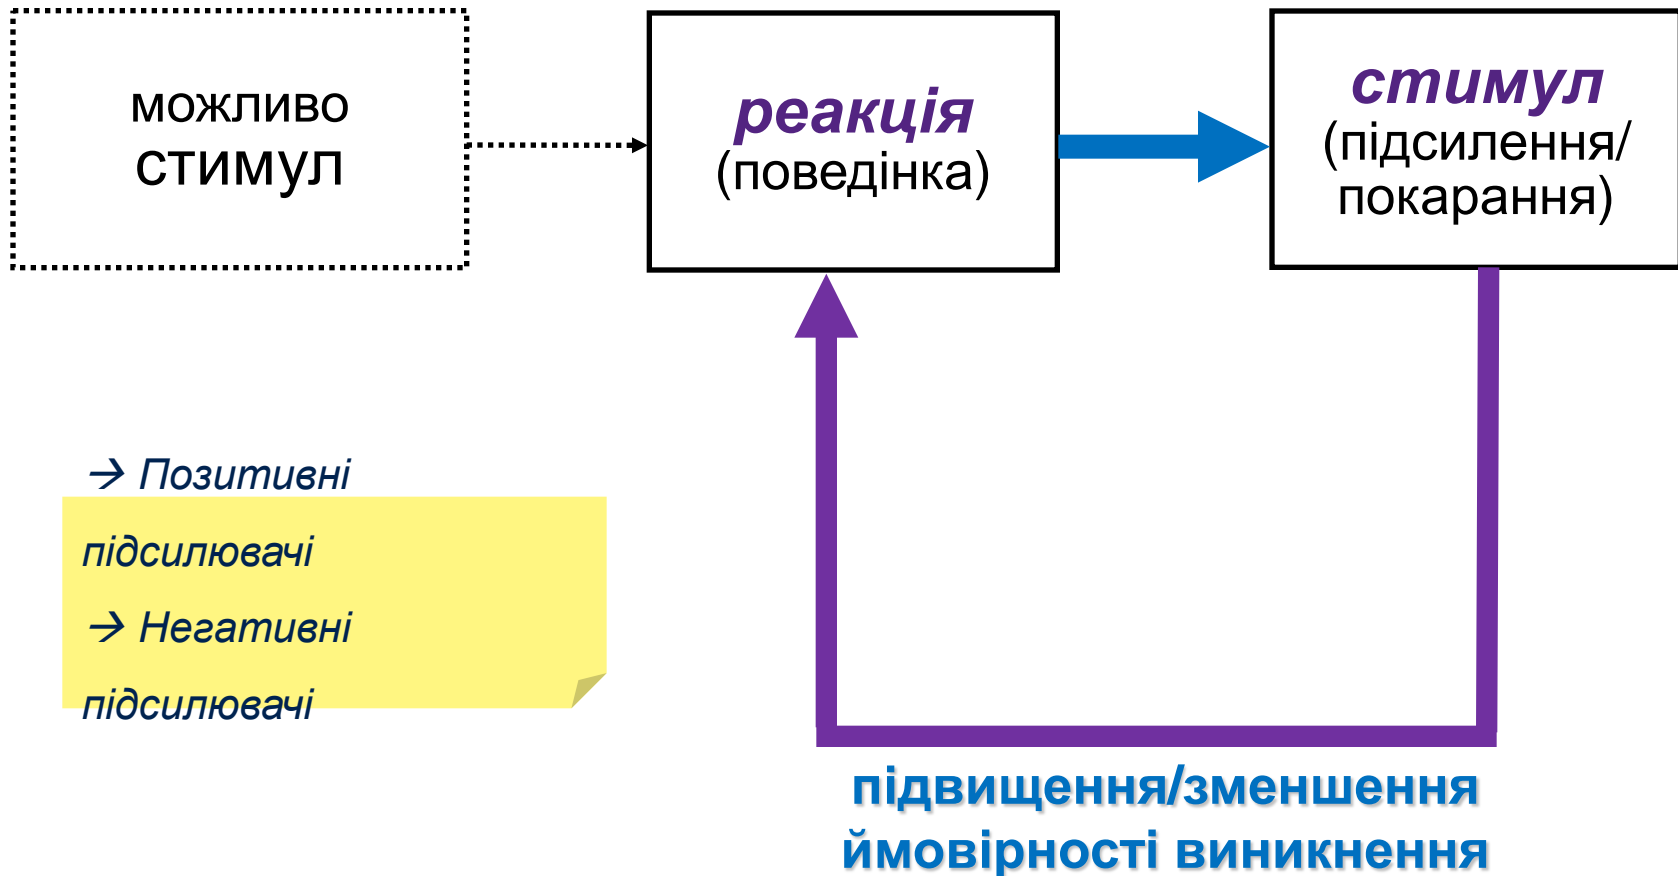 можливо
стимул
реакція
(поведінка)
стимул
(підсилення/
покарання)
→ Позитивні
підсилювачі
→ Негативні
підсилювачі
підвищення/зменшення
ймовірності виникнення